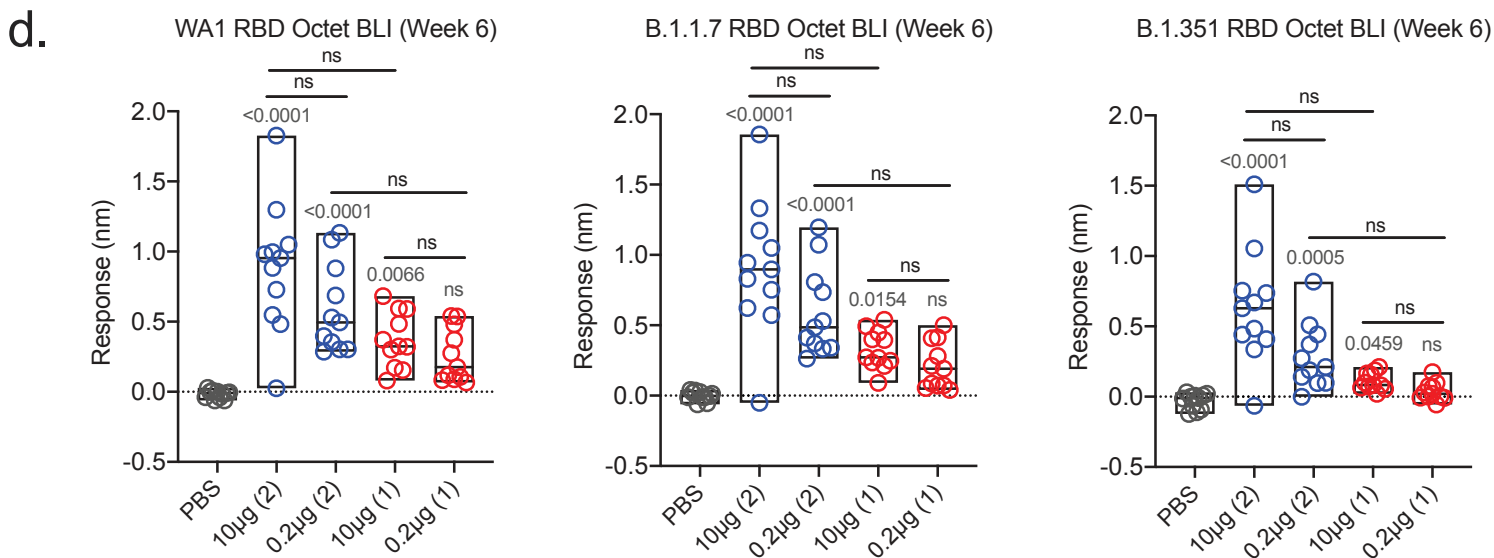 d.
WA1 RBD Octet BLI (Week 6)
ns
ns
<0.0001
<0.0001
ns
ns
0.0066
ns
Response (nm)
2.0
1.5
1.0
0.5
0.0
-0.5
PBS
10µg (2)
0.2µg (2)
10µg (1)
0.2µg (1)
B.1.1.7 RBD Octet BLI (Week 6)
ns
ns
<0.0001
<0.0001
ns
ns
0.0154
ns
Response (nm)
2.0
1.5
1.0
0.5
0.0
-0.5
PBS
10µg (2)
0.2µg (2)
10µg (1)
0.2µg (1)
B.1.351 RBD Octet BLI (Week 6)
ns
ns
<0.0001
0.0005
ns
ns
0.0459
ns
Response (nm)
2.0
1.5
1.0
0.5
0.0
-0.5
PBS
10µg (2)
0.2µg (2)
10µg (1)
0.2µg (1)